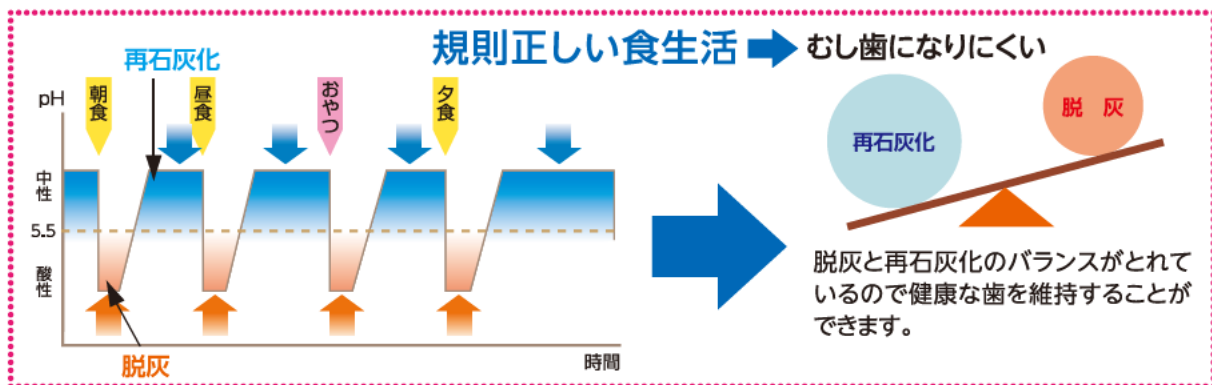 規則正しい食生活 むし歯になりにくい
再石灰化
pH
朝食
昼食
おやつ
夕食
中性
5.5
酸性
脱灰
時間
再石灰化
脱 灰
脱灰と再石灰化のバランスがとれて
いるので健康な歯を維持することが
できます。